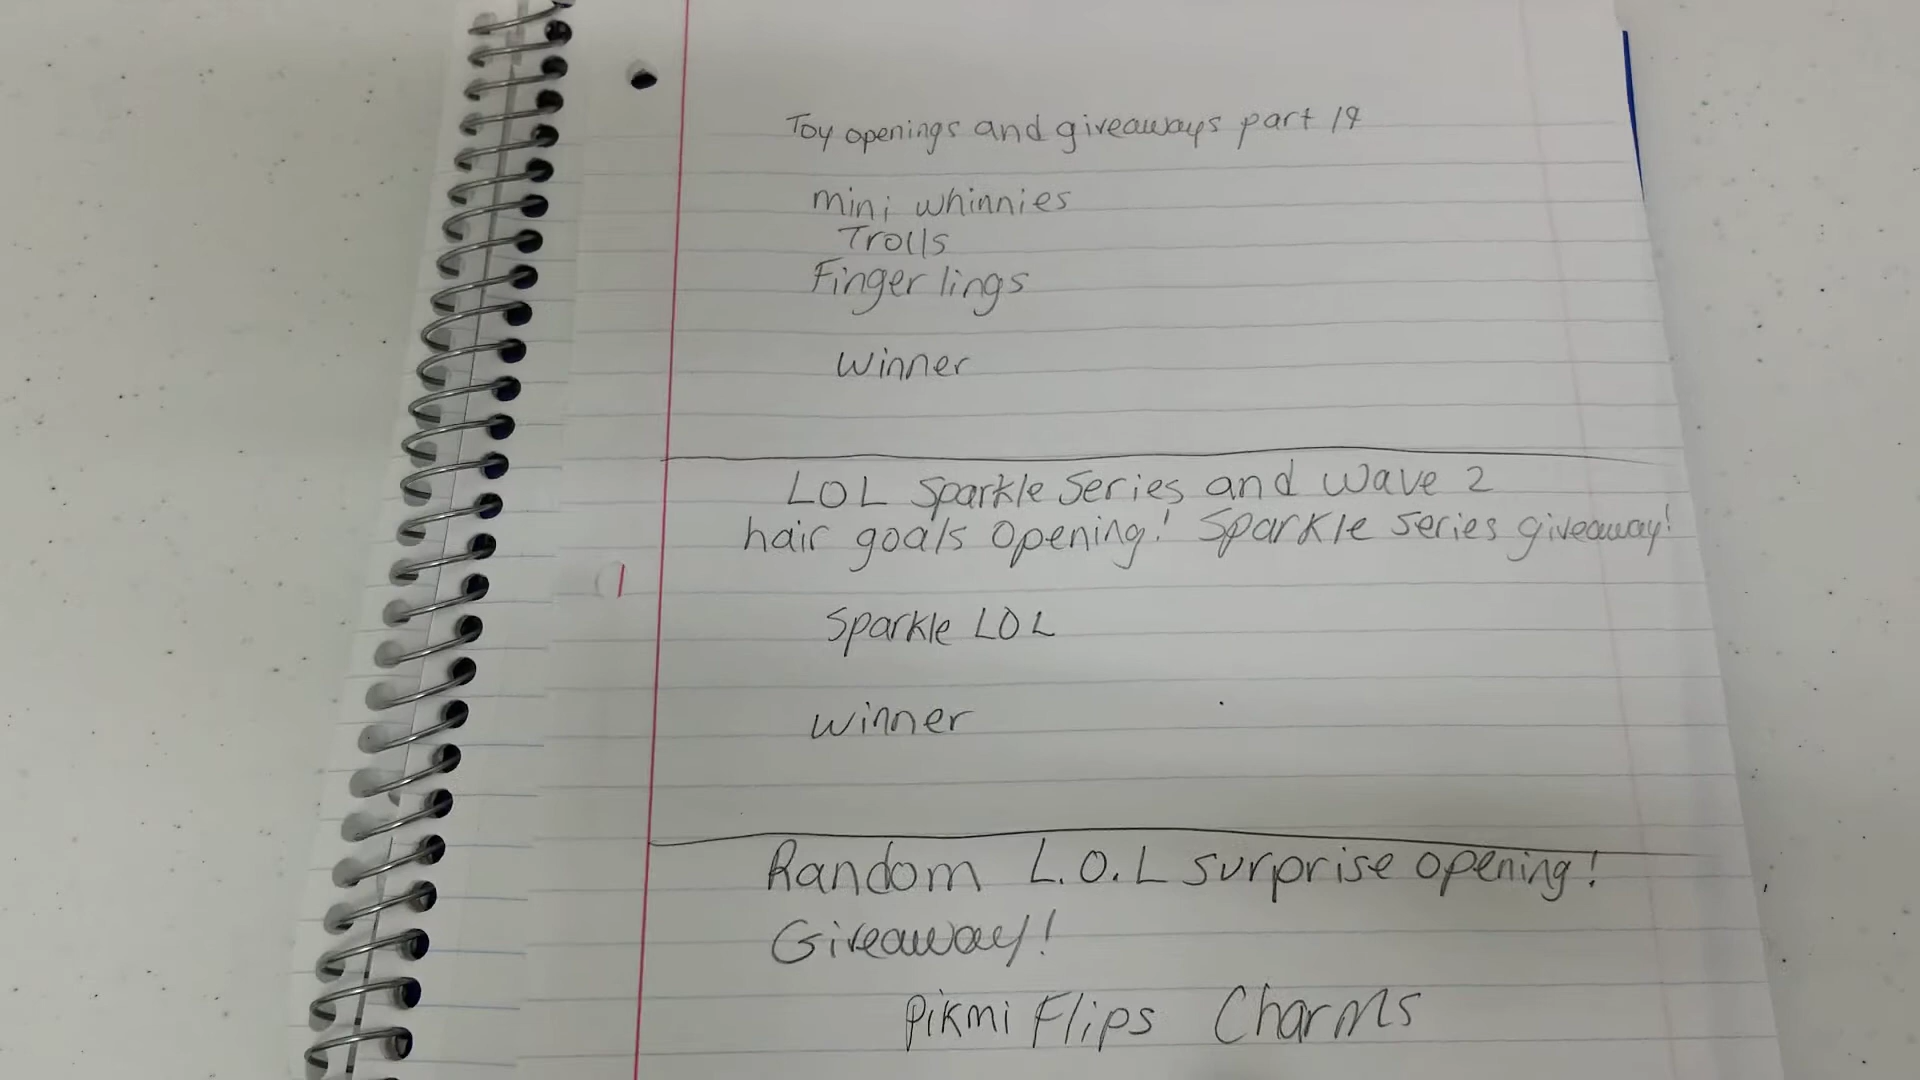 Toy openings and giveaways part 19
mini whinnies
Trolls
Finger lings
winner
LOL Sparkle Series and wave 2
hair goals opening! Sparkle series giveaway!
Sparkle LOL
winner
Random L.O.L surprise opening!
Giveaway!
Pikmi Flips Charms